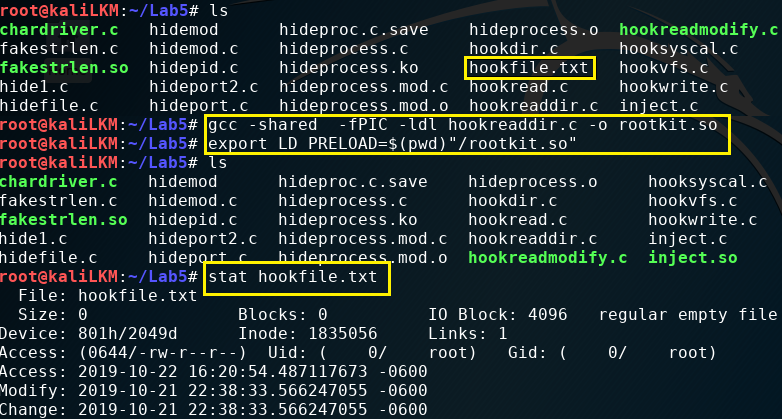 root@kaliLKM:~/Lab5# ls
chardriver.c hidemod hideproc.c.save hideprocess.o hookreadmodify.c
fakestrlen.c hidemod.c hideprocess.c hookdir.c hooksyscal.c
fakestrlen.so hidepid.c hideprocess.ko hookfile.txt hookvfs.c
hide1.c hideport2.c hideprocess.mod.c hookread.c hookwrite.c
hidefile.c hideport.c hideprocess.mod.o hookreaddir.c inject.c
root@kaliLKM:~/Lab5# gcc -shared -fPIC -ldl hookreaddir.c -o rootkit.so
root@kaliLKM:~/Lab5# export LD_PRELOAD=$(pwd)"/rootkit.so"
root@kaliLKM:~/Lab5# ls
chardriver.c hidemod hideproc.c.save hideprocess.o hooksyscal.c
fakestrlen.c hidemod.c hideprocess.c hookdir.c hookvfs.c
fakestrlen.so hidepid.c hideprocess.ko hookread.c hookwrite.c
hide1.c hideport2.c hideprocess.mod.c hookreaddir.c inject.c
hidefile.c hideport.c hideprocess.mod.o hookreadmodify.c inject.so
root@kaliLKM:~/Lab5# stat hookfile.txt
File: hookfile.txt
Size: 0 Blocks: 0 IO Block: 4096 regular empty file
Device: 801h/2049d Inode: 1835056 Links: 1
Access: (0644/-rw-r--r--) Uid: ( 0/ root) Gid: ( 0/ root)
Access: 2019-10-22 16:20:54.487117673 -0600
Modify: 2019-10-21 22:38:33.566247055 -0600
Change: 2019-10-21 22:38:33.566247055 -0600